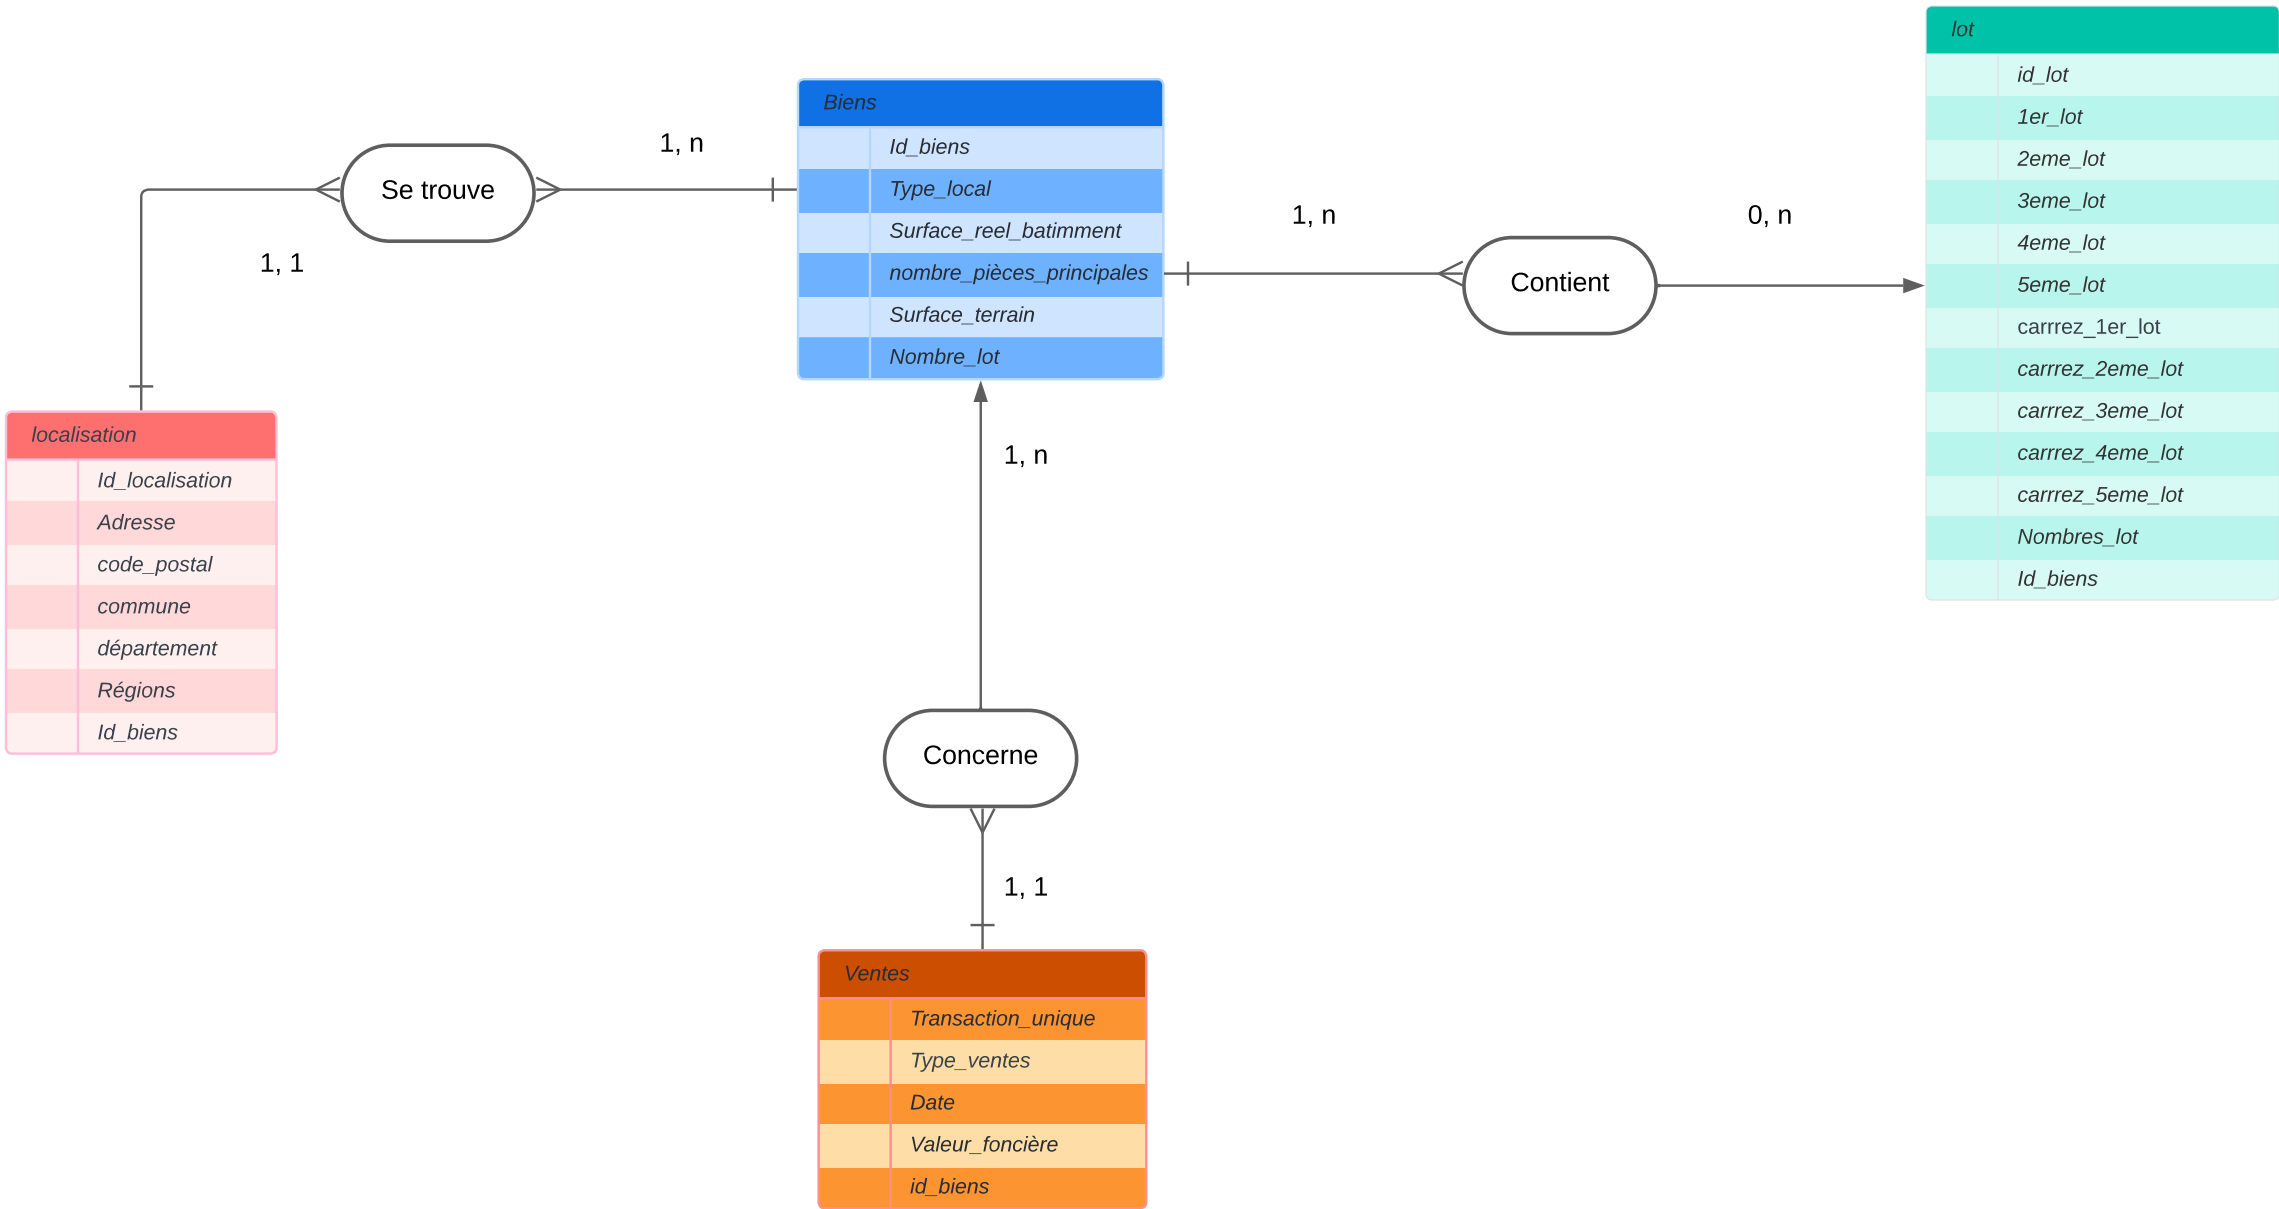 lot
id_lot
1er_lot
2eme_lot
3eme_lot
4eme_lot
5eme_lot
carrrez_1er_lot
carrrez_2eme_lot
carrrez_3eme_lot
carrrez_4eme_lot
carrrez_5eme_lot
Nombres_lot
Id_biens
Biens
Id_biens
Type_local
Surface_reel_batimment
nombre_pièces_principales
Surface_terrain
Nombre_lot
1, n
Se trouve
1, 1
1, n
Contient
0, n
localisation
Id_localisation
Adresse
code_postal
commune
département
Régions
Id_biens
1, n
Concerne
1, 1
Ventes
Transaction_unique
Type_ventes
Date
Valeur_foncière
id_biens